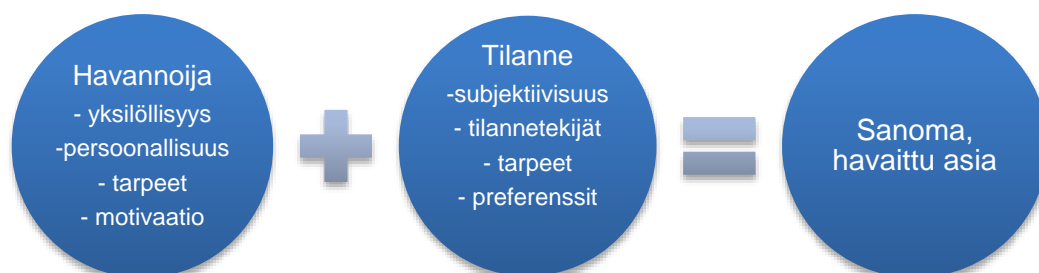 Havannoija
- yksilöllisyys
-persoonallisuus
- tarpeet
- motivaatio
Tilanne
-subjektiivisuus
- tilannetekijät
- tarpeet
- preferenssit
Sanoma,
havaittu asia